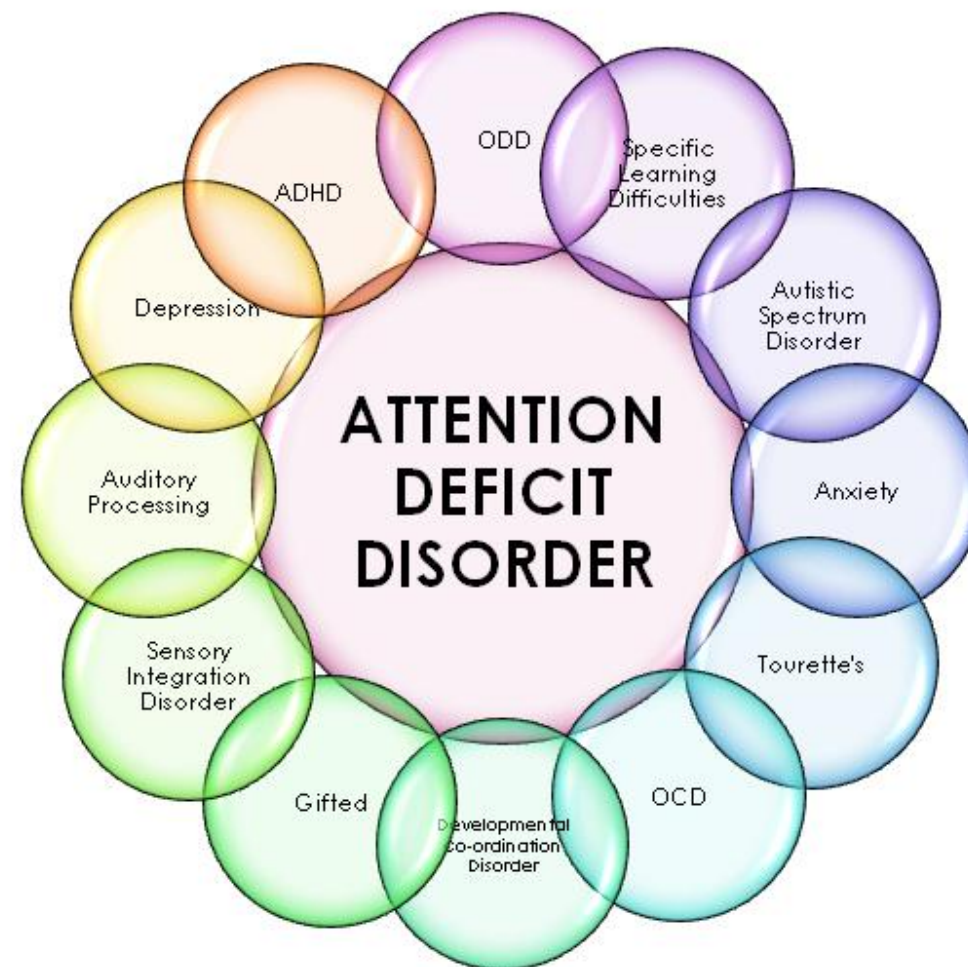 ODD
Specific
Learning
Difficulties
Autistic
Spectrum
Disorder
Anxiety
Tourette's
OCD
Developmental
Co-ordination
Disorder
Gifted
Sensory
Integration
Disorder
Auditory
Processing
Depression
ADHD
ATTENTION
DEFICIT
DISORDER